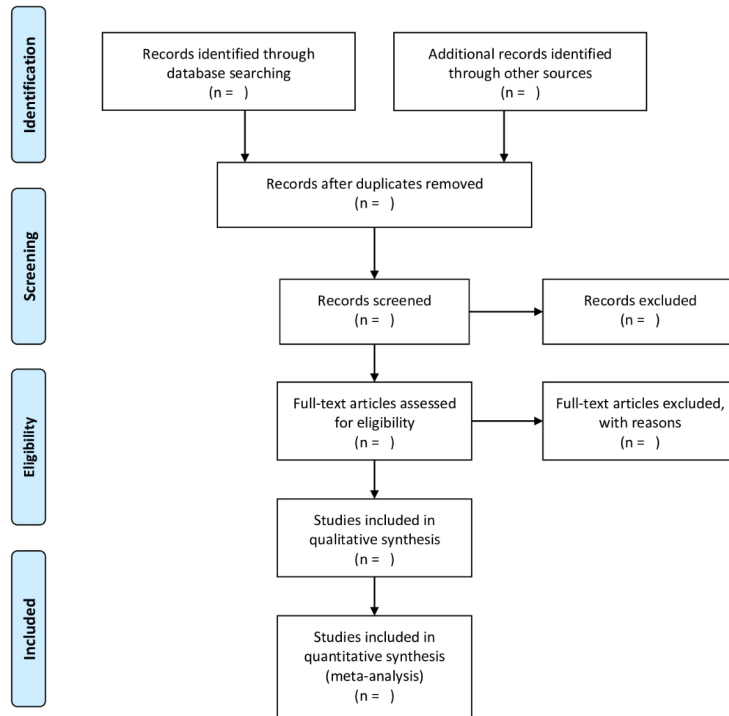 Identification
Records identified through
database searching
(n =   )
Additional records identified
through other sources
(n =   )
Records after duplicates removed
(n =   )
Screening
Records screened
(n =   )
Records excluded
(n =   )
Eligibility
Full-text articles assessed
for eligibility
(n =   )
Full-text articles excluded,
with reasons
(n =   )
Studies included in
qualitative synthesis
(n =   )
Included
Studies included in
quantitative synthesis
(meta-analysis)
(n =   )